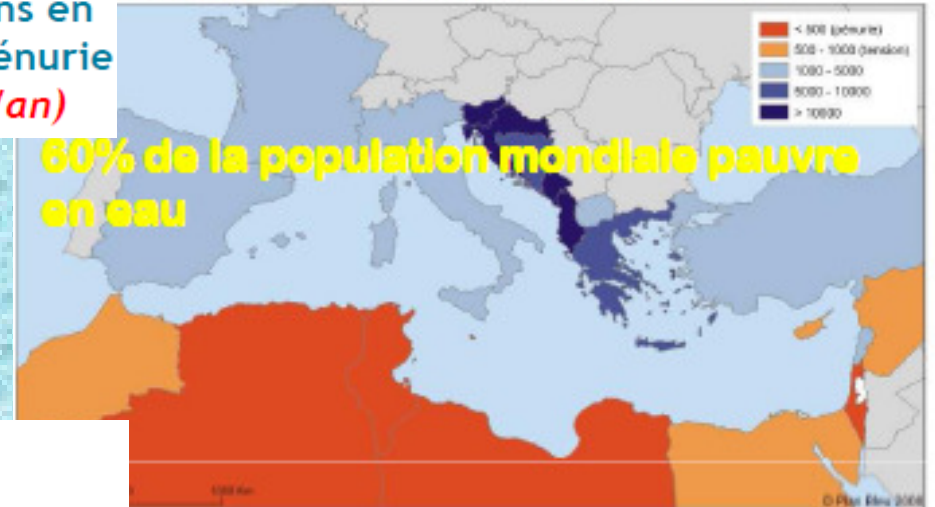 ns en
énurie
/an)
60% de la population mondiale pauvre
en eau
< 500 (pénurie)
500 - 1000 (tension)
1000 - 5000
5000 - 10000
> 10000
© Plan Bleu 2008